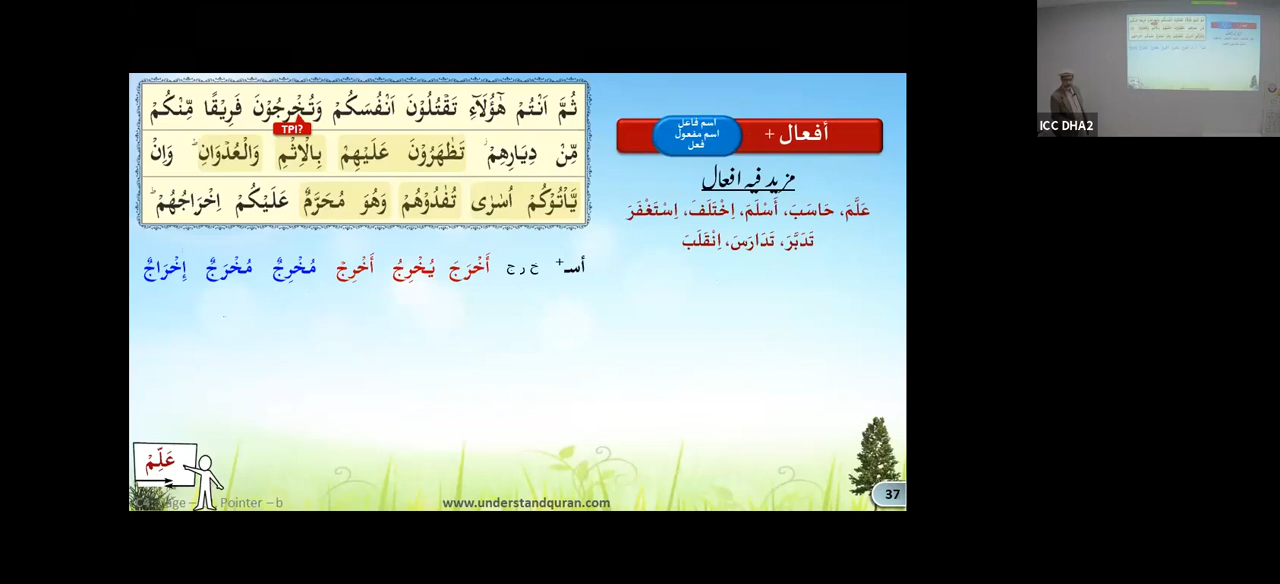 ثُمَّ اَنْتُمْ هٰٓؤُلَآءِ تَقْتُلُوْنَ اَنْفُسَكُمْ وَتُخْرِجُوْنَ فَرِيْقًا مِّنْكُمْ
TPI?
مِّنْ دِيَارِهِمْ تَظٰهَرُوْنَ عَلَيْهِمْ بِالْاِثْمِ وَالْعُدْوَانِ ؕ وَاِنْ
يَّاْتُوْكُمْ اُسٰرٰى تُفٰدُوْهُمْ وَهُوَ مُحَرَّمٌ عَلَيْكُمْ اِخْرَاجُهُمْ ؕ
أسـ+ خ ر ج أَخْرَجَ يُخْرِجُ أَخْرِجْ مُخْرِجٌ مُخْرَجٌ إِخْرَاجٌ
أفعال +
اسم فاعل
اسم مفعول
فعل
مزید فیہ افعال
عَلَّمَ، حَاسَبَ، أَسْلَمَ، اِخْتَلَفَ، اِسْتَغْفَرَ
تَدَبَّرَ، تَدَارَسَ، اِنْقَلَبَ
عَلِّمْ
Pointer – b
www.understandquran.com
37
ICC DHA2